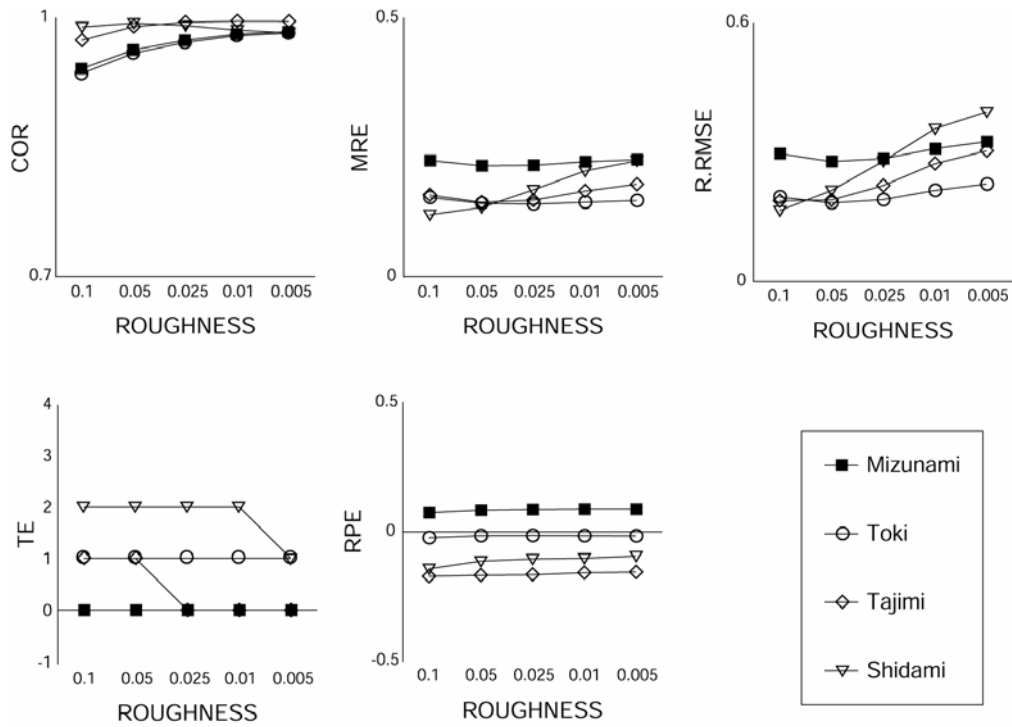 1
COR
0.7
0.1 0.05 0.025 0.01 0.005
ROUGHNESS
0.5
MRE
0
0.1 0.05 0.025 0.01 0.005
ROUGHNESS
0.6
R.RMSE
0
0.1 0.05 0.025 0.01 0.005
ROUGHNESS
4
3
2
TE
1
0
-1
0.1 0.05 0.025 0.01 0.005
ROUGHNESS
0.5
RPE
0
-0.5
0.1 0.05 0.025 0.01 0.005
ROUGHNESS
Mizunami
Toki
Tajimi
Shidami